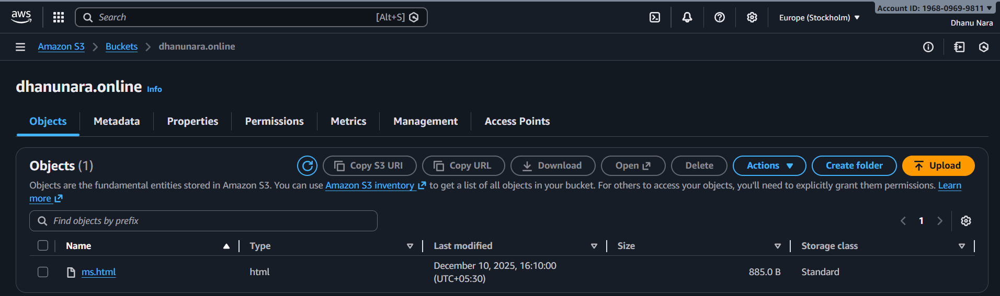 aws
Search
[Alt+S]
Europe (Stockholm)
Account ID: 1968-0969-9811
Dhanu Nara
Amazon S3
Buckets
dhanunara.online
dhanunara.online
Info
Objects
Metadata
Properties
Permissions
Metrics
Management
Access Points
Objects (1)
Copy S3 URI
Copy URL
Download
Open
Delete
Actions
Create folder
Upload
Objects are the fundamental entities stored in Amazon S3. You can use Amazon S3 inventory to get a list of all objects in your bucket. For others to access your objects, you'll need to explicitly grant them permissions. Learn
more
Find objects by prefix
1
Name
Type
Last modified
Size
Storage class
ms.html
html
December 10, 2025, 16:10:00
(UTC+05:30)
885.0 B
Standard